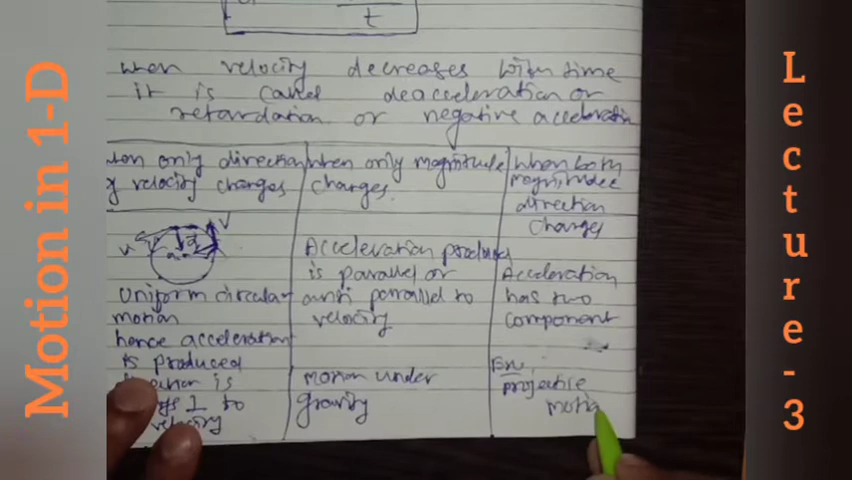 Motion in 1-D
t
when velocity decreases with time
it is called deacceleration or
retardation or negative acceleration
when only direction
of velocity changes
v
v
Uniform circular
motion
hence acceleration
is produced
is
⊥ to
velocity
when only magnitude
changes.
Acceleration produced
is parallel or
anti parrallel to
velocity
motion under
gravity
when both
magnitude
direction
changes
Acceleration
has two
component
Ex.
projectile
motion
Lecture-3